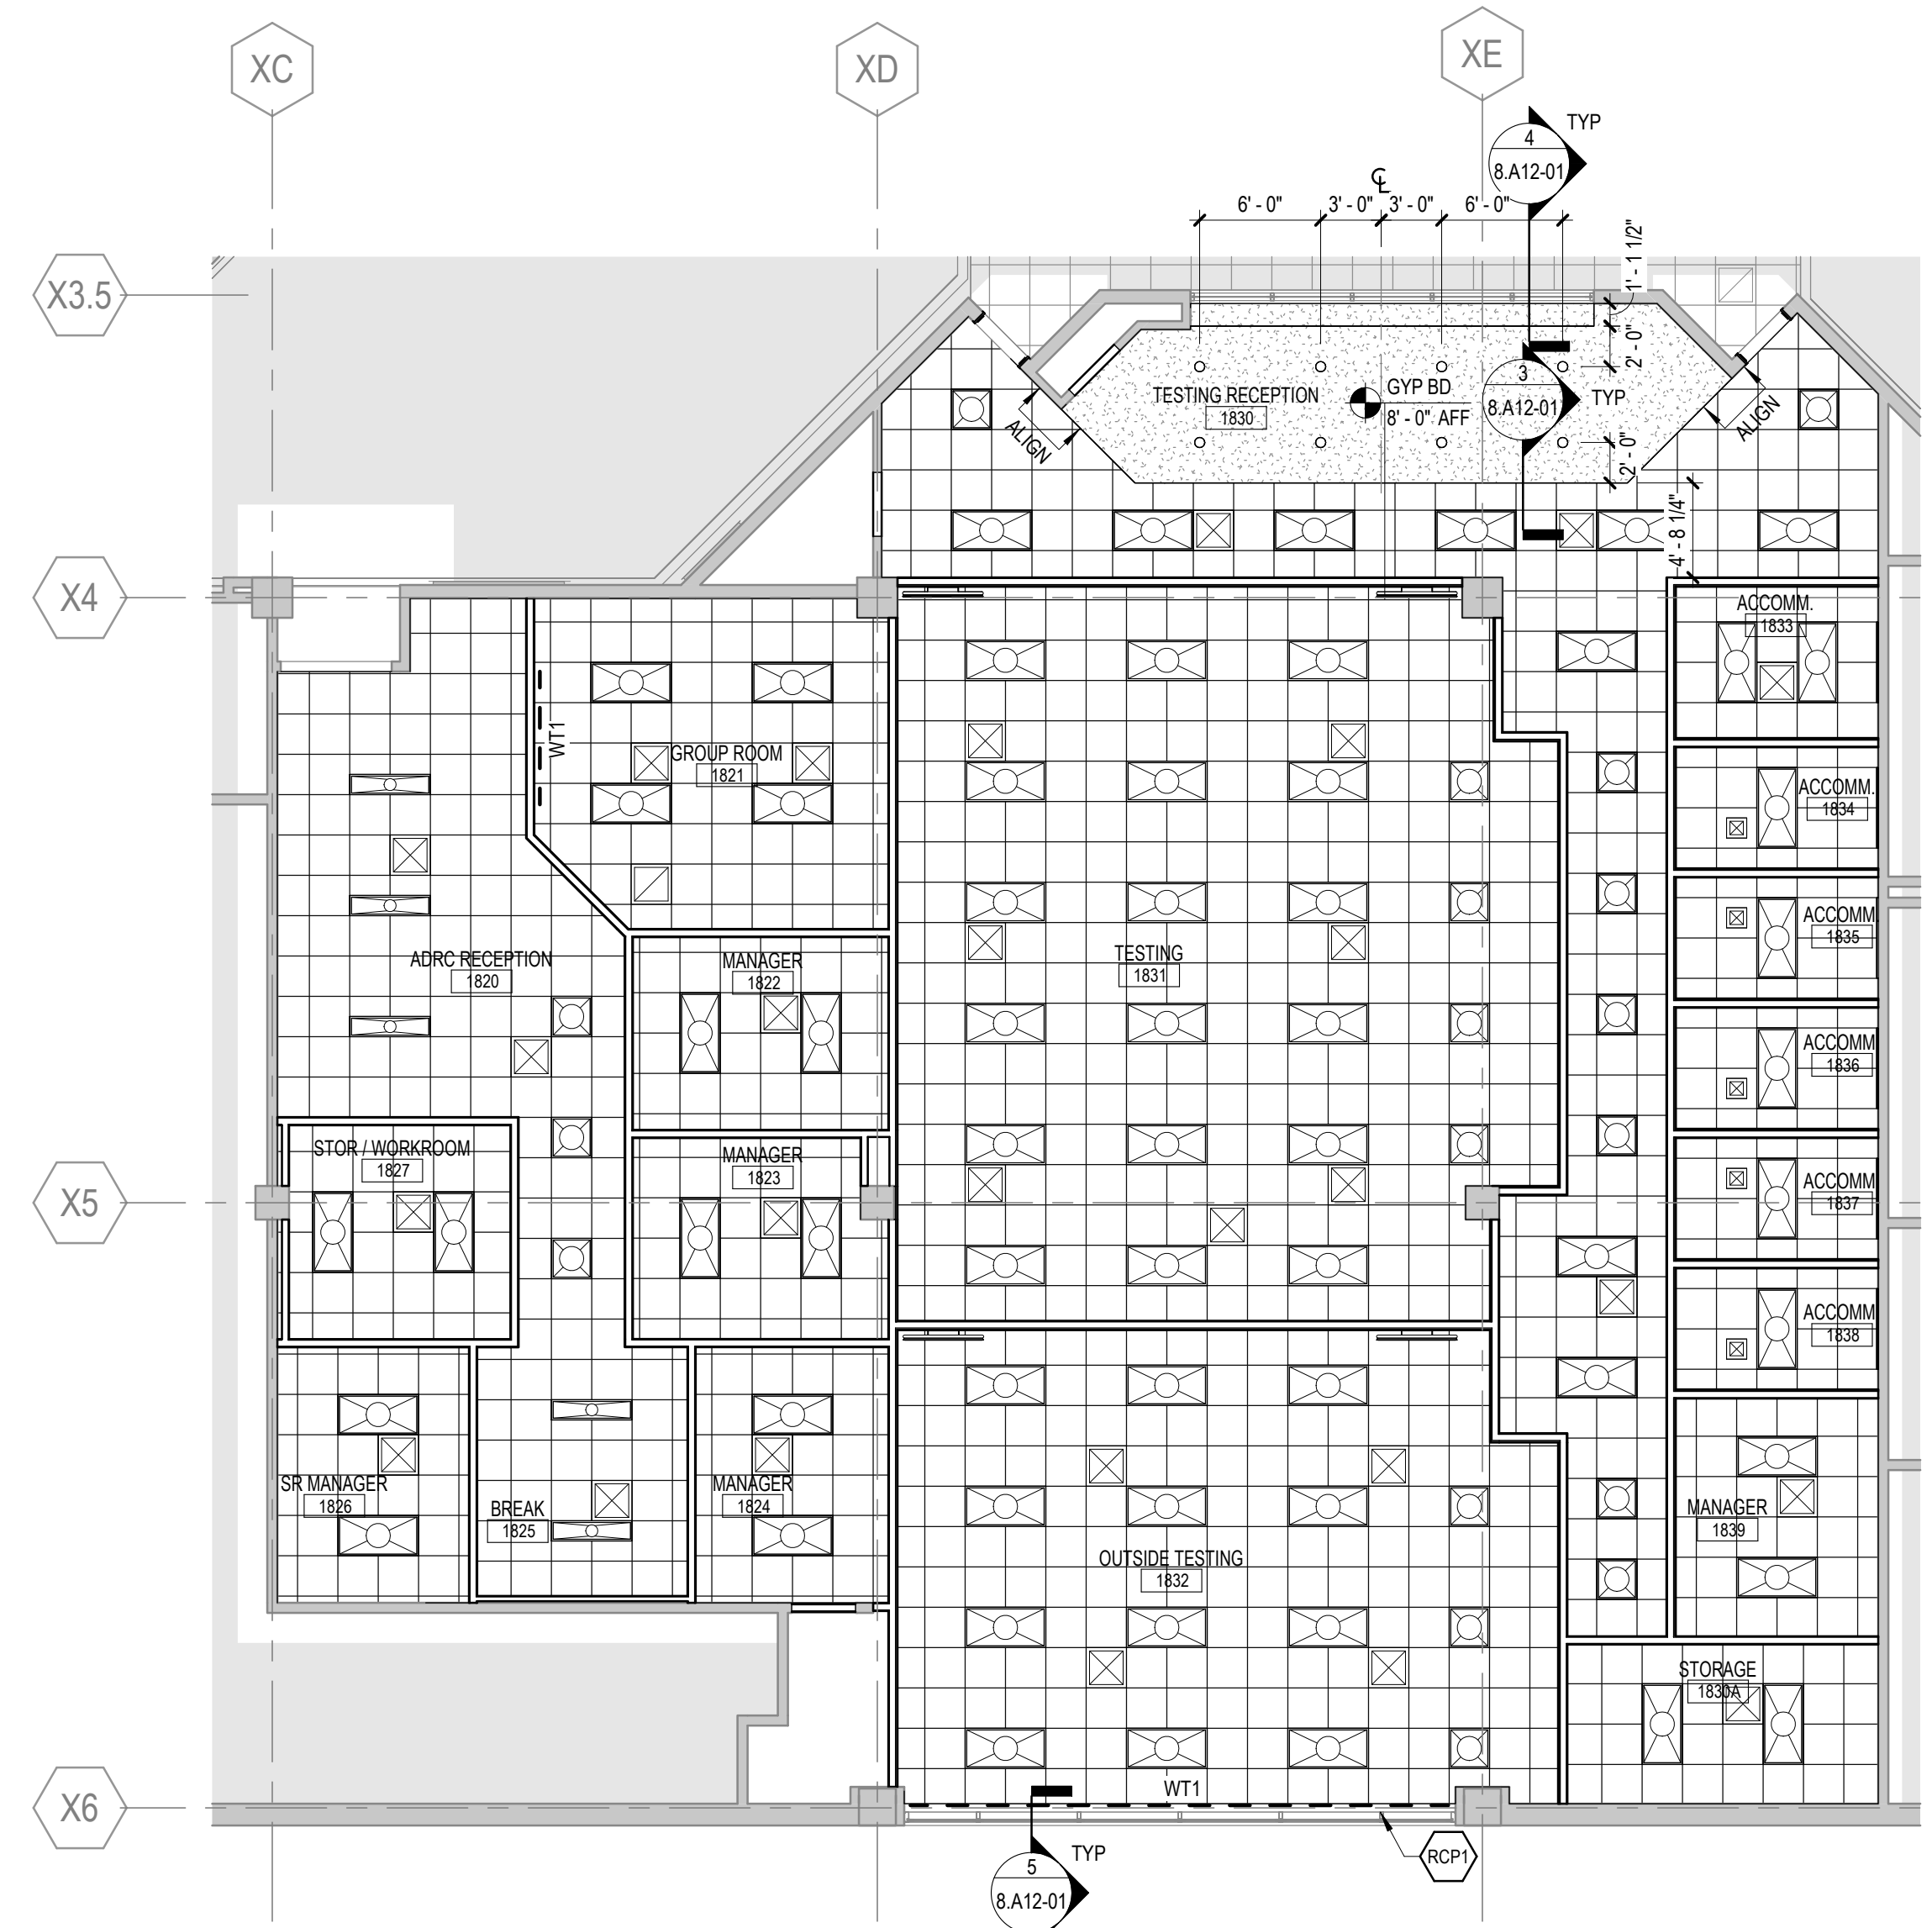 XC
XD
XE
4
8.A12-01
TYP
℄
6' - 0"
3' - 0"
3' - 0"
6' - 0"
1' - 1 1/2"
X3.5
2' - 0"
TESTING RECEPTION
1830
GYP BD
8' - 0" AFF
3
8.A12-01
TYP
ALIGN
ALIGN
2' - 0"
4' - 8 1/4"
X4
ACCOMM.
1833
WT1
GROUP ROOM
1821
ACCOMM.
1834
ACCOMM.
1835
ADRC RECEPTION
1820
MANAGER
1822
TESTING
1831
ACCOMM
1836
STOR / WORKROOM
1827
MANAGER
1823
ACCOMM
1837
X5
ACCOMM
1838
SR MANAGER
1826
BREAK
1825
MANAGER
1824
MANAGER
1839
OUTSIDE TESTING
1832
STORAGE
1830A
X6
WT1
5
8.A12-01
TYP
RCP1